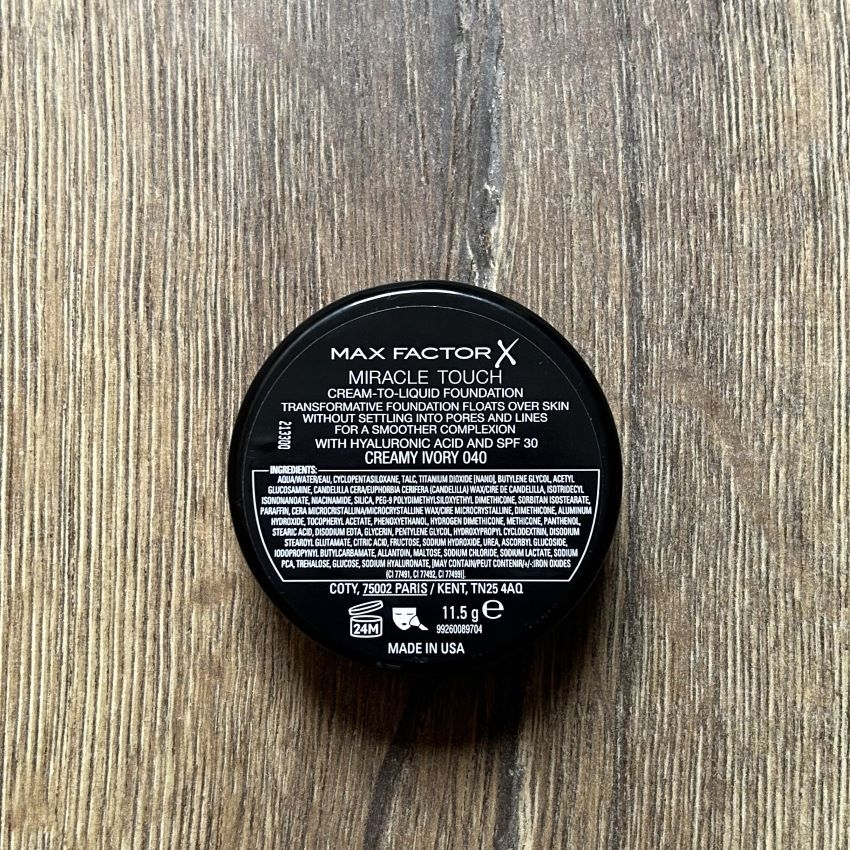 MAX FACTOR X
MIRACLE TOUCH
CREAM-TO-LIQUID FOUNDATION
TRANSFORMATIVE FOUNDATION FLOATS OVER SKIN
WITHOUT SETTLING INTO PORES AND LINES
FOR A SMOOTHER COMPLEXION
WITH HYALURONIC ACID AND SPF 30
CREAMY IVORY 040
213300
INGREDIENTS:
AQUA/WATER/EAU, CYCLOPENTASILOXANE, TALC, TITANIUM DIOXIDE [NANO], BUTYLENE GLYCOL, ACETYL
GLUCOSAMINE, CANDELILLA CERA/EUPHORBIA CERIFERA (CANDELILLA) WAX/CIRE DE CANDELILLA, ISOTRIDECYL
ISONONANOATE, NIACINAMIDE, SILICA, PEG-9 POLYDIMETHYLSILOXYETHYL DIMETHICONE, SORBITAN ISOSTEARATE,
PARAFFIN, CERA MICROCRISTALLINA/MICROCRYSTALLINE WAX/CIRE MICROCRYSTALLINE, DIMETHICONE, ALUMINUM
HYDROXIDE, TOCOPHERYL ACETATE, PHENOXYETHANOL, HYDROGEN DIMETHICONE, METHICONE, PANTHENOL,
STEARIC ACID, DISODIUM EDTA, GLYCERIN, PENTYLENE GLYCOL, HYDROXYPROPYL CYCLODEXTRIN, DISODIUM
STEAROYL GLUTAMATE, CITRIC ACID, FRUCTOSE, SODIUM HYDROXIDE, UREA, ASCORBYL GLUCOSIDE,
IODOPROPYNYL BUTYLCARBAMATE, ALLANTOIN, MALTOSE, SODIUM CHLORIDE, SODIUM LACTATE, SODIUM
PCA, TREHALOSE, GLUCOSE, SODIUM HYALURONATE, [MAY CONTAIN/PEUT CONTENIR/+/-:IRON OXIDES
(CI 77491, CI 77492, CI 77499)].
COTY, 75002 PARIS / KENT, TN25 4AQ
24M
11.5 g e
99260089704
MADE IN USA